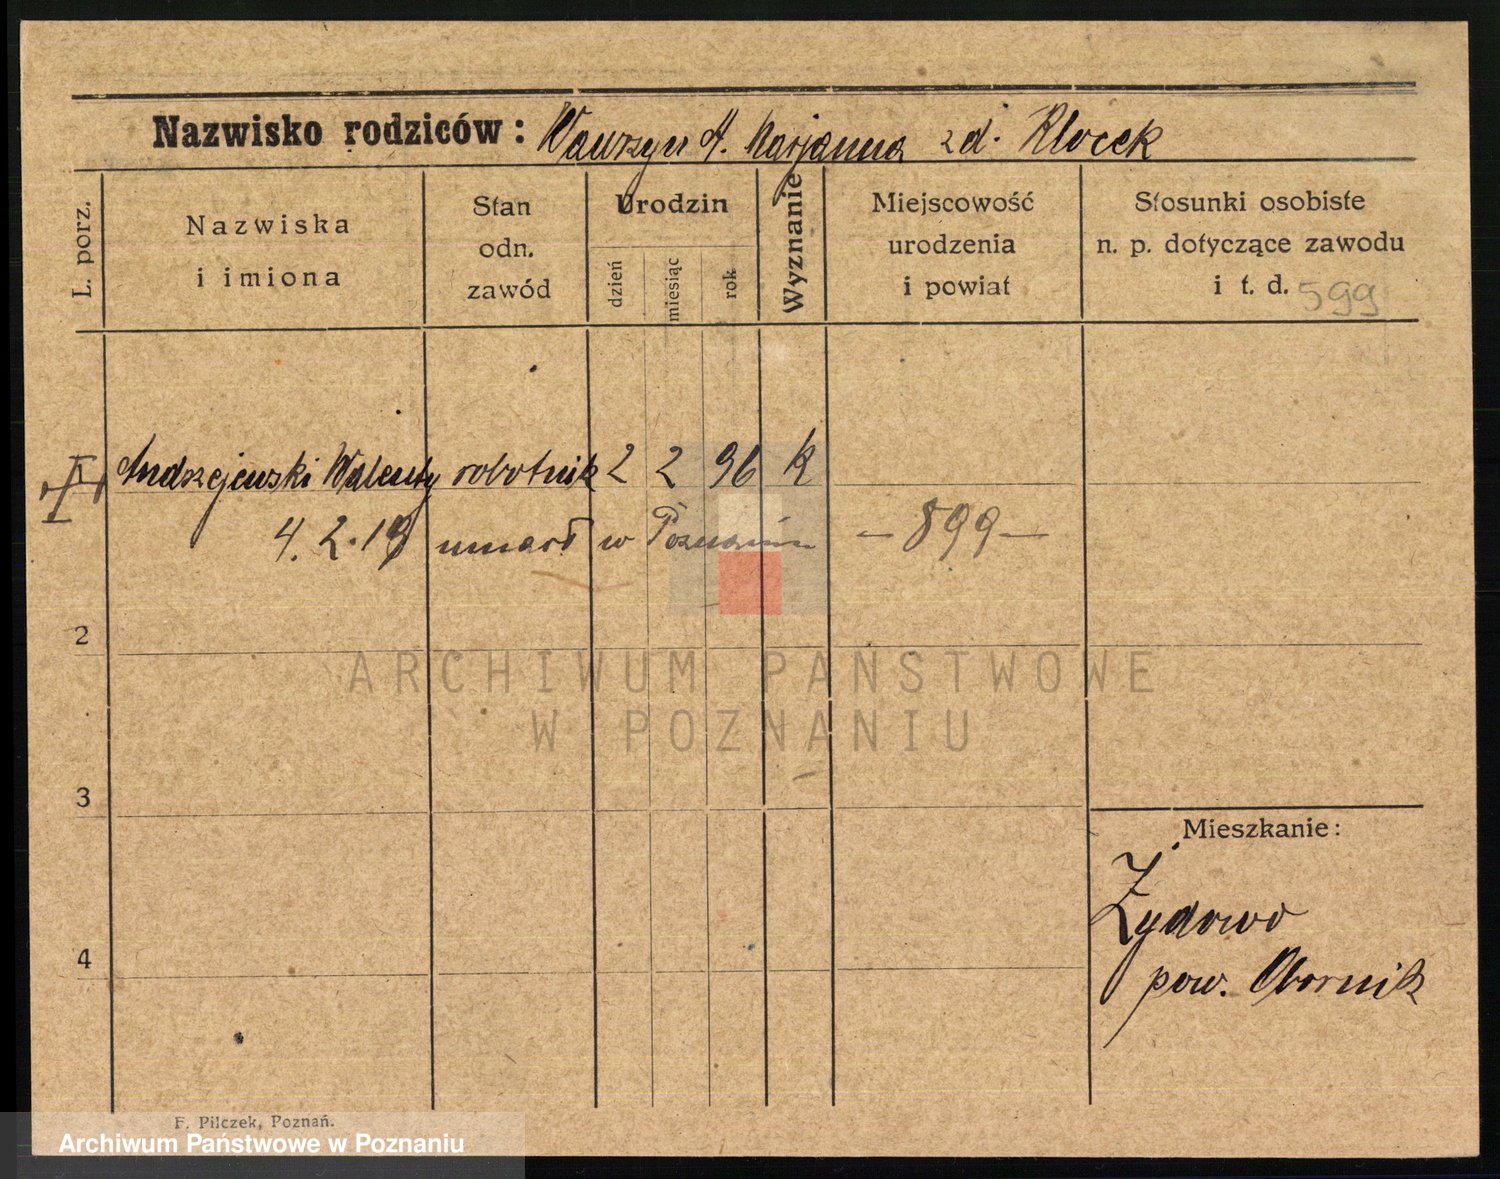 Nazwisko rodziców: Wawrzyn A. Marjanna zd. Klocek
L. porz.
Nazwiska
i imiona
Stan
odn.
zawód
Urodzin
dzień
miesiąc
rok
Wyznanie
Miejscowość
urodzenia
i powiat
Stosunki osobiste
n. p. dotyczące zawodu
i t. d. 599
Andrzejewski Walenty robotnik 2 2 96 K
4. 2. 19 umarł w Poznaniu — 899 —
2
ARCHIWUM PAŃSTWOWE
W POZNANIU
3
Mieszkanie:
Żydowo
pow. Obornik
4
F. Pilczek, Poznań.
Archiwum Państwowe w Poznaniu